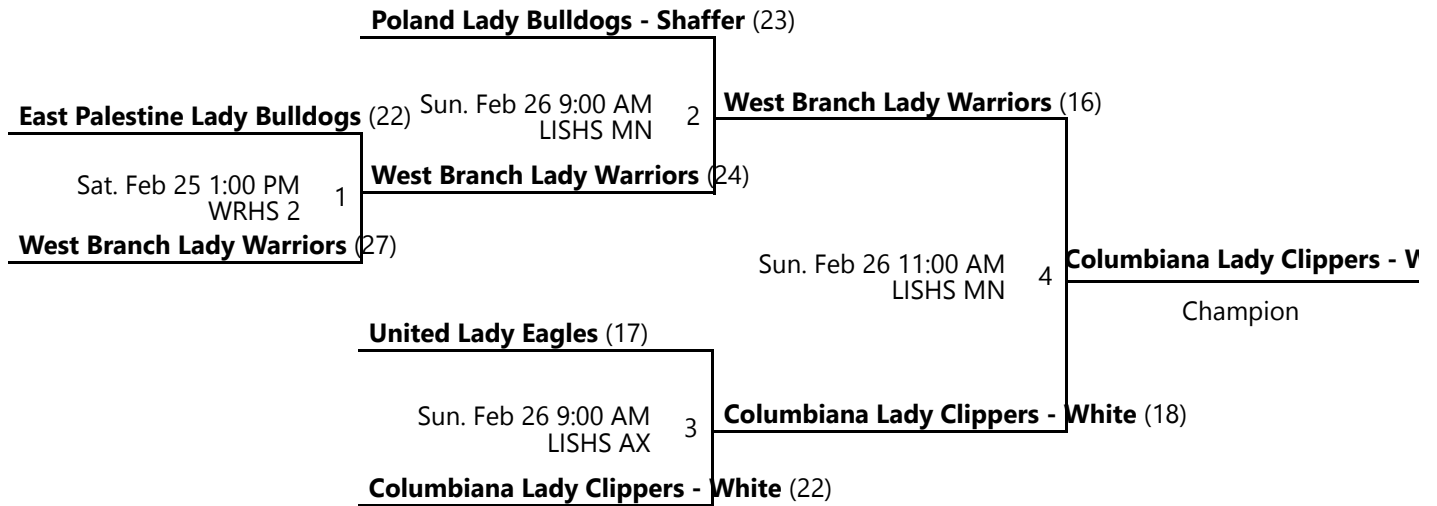 Poland Lady Bulldogs - Shaffer (23)
East Palestine Lady Bulldogs (22)
Sun. Feb 26 9:00 AM
LISHS MN
2
West Branch Lady Warriors (16)
Sat. Feb 25 1:00 PM
WRHS 2
1
West Branch Lady Warriors (24)
West Branch Lady Warriors (27)
Sun. Feb 26 11:00 AM
LISHS MN
4
Columbiana Lady Clippers - W
Champion
United Lady Eagles (17)
Sun. Feb 26 9:00 AM
LISHS AX
3
Columbiana Lady Clippers - White (18)
Columbiana Lady Clippers - White (22)